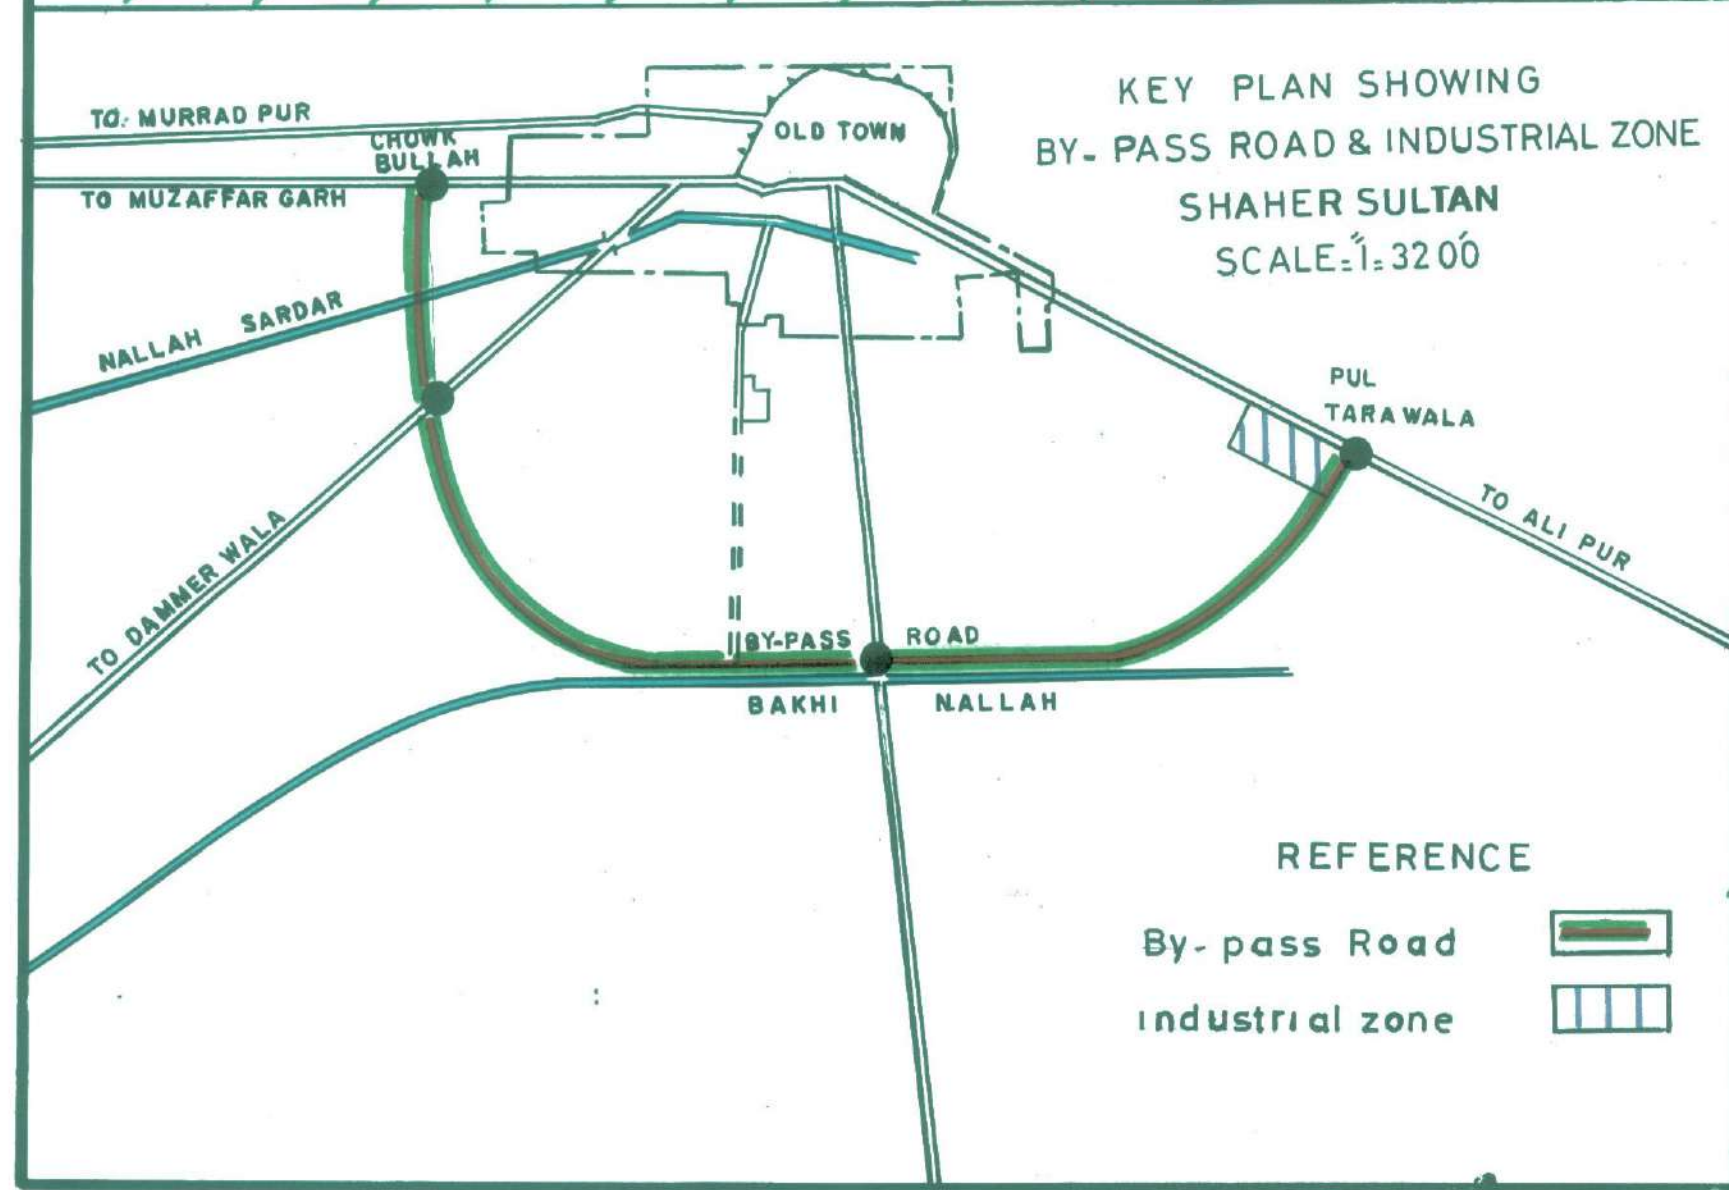 KEY PLAN SHOWING
BY-PASS ROAD & INDUSTRIAL ZONE
SHAHER SULTAN
SCALE=1"=3200'
TO. MURRAD PUR
CHOWK
BULLAH
TO MUZAFFAR GARH
OLD TOWN
NALLAH SARDAR
PUL
TARAWALA
TO ALI PUR
TO DAMMER WALA
BY-PASS ROAD
BAKHI NALLAH
REFERENCE
By-pass Road
industrial zone